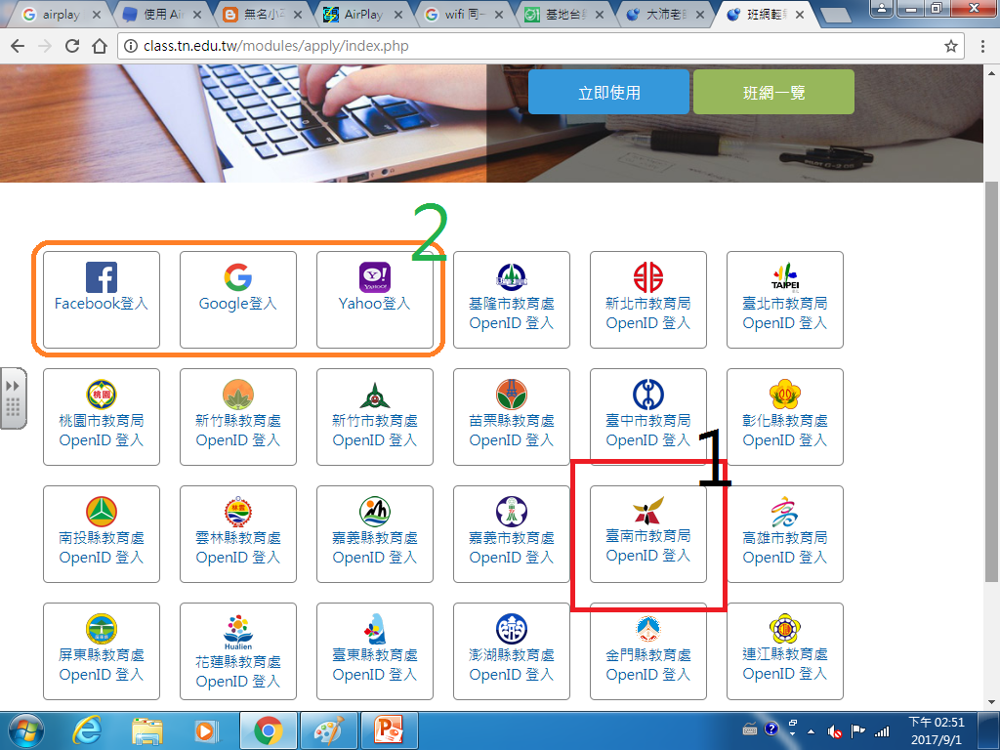 airplay
使用 Air
無名小
AirPlay
wifi 同一
基地台
大沛老
班網輕
class.tn.edu.tw/modules/apply/index.php
立即使用
班網一覽
2
Facebook登入
Google登入
Yahoo登入
基隆市教育處
OpenID 登入
新北市教育局
OpenID 登入
TAIPEI
臺北市教育局
OpenID 登入
桃園
桃園市教育局
OpenID 登入
新竹縣教育處
OpenID 登入
新竹市教育處
OpenID 登入
苗栗縣教育處
OpenID 登入
臺中市教育局
OpenID 登入
彰化縣教育處
OpenID 登入
1
南投縣教育處
OpenID 登入
雲林縣教育處
OpenID 登入
嘉義縣教育處
OpenID 登入
嘉義市教育處
OpenID 登入
臺南市教育局
OpenID 登入
高雄市教育局
OpenID 登入
屏東縣教育處
OpenID 登入
Hualien
花蓮縣教育處
OpenID 登入
臺東縣教育處
OpenID 登入
澎湖縣教育處
OpenID 登入
金門縣教育處
OpenID 登入
連江縣教育處
OpenID 登入
下午 02:51
2017/9/1